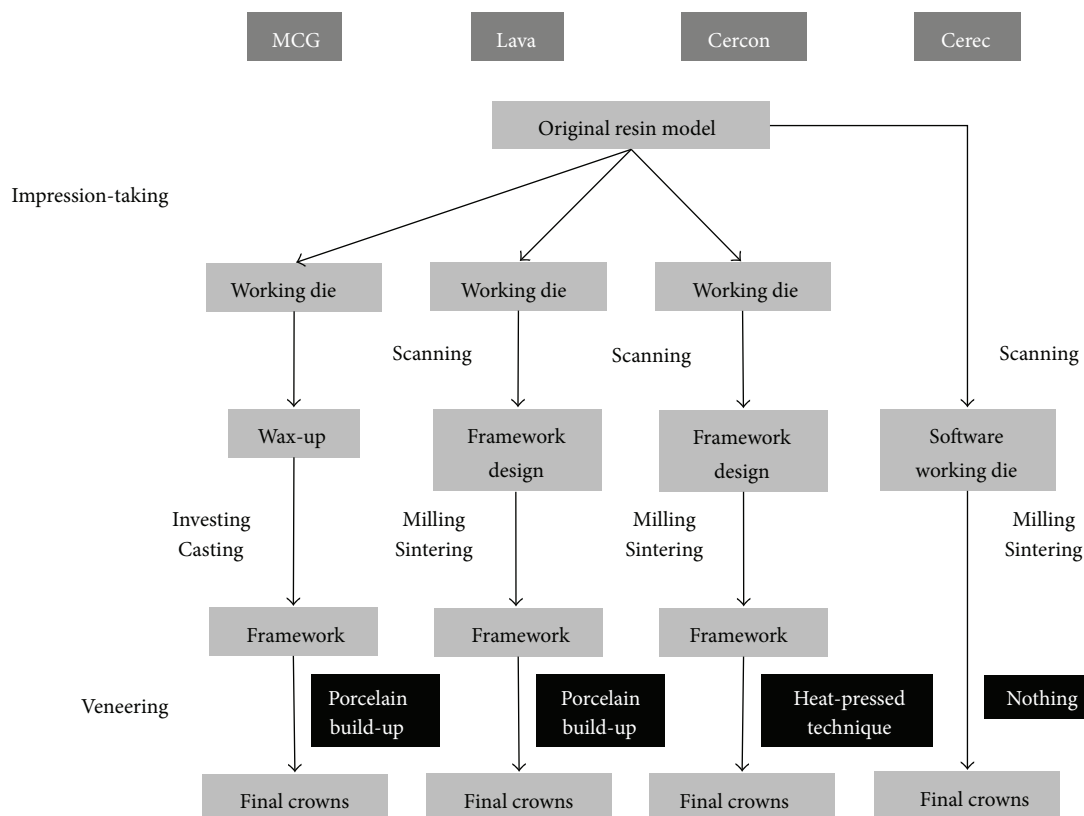 MCG
Lava
Cercon
Cerec
Original resin model
Impression-taking
Working die
Working die
Working die
Scanning
Scanning
Scanning
Wax-up
Framework
design
Framework
design
Software
working die
Investing
Casting
Milling
Sintering
Milling
Sintering
Milling
Sintering
Framework
Framework
Framework
Veneering
Porcelain
build-up
Porcelain
build-up
Heat-pressed
technique
Nothing
Final crowns
Final crowns
Final crowns
Final crowns